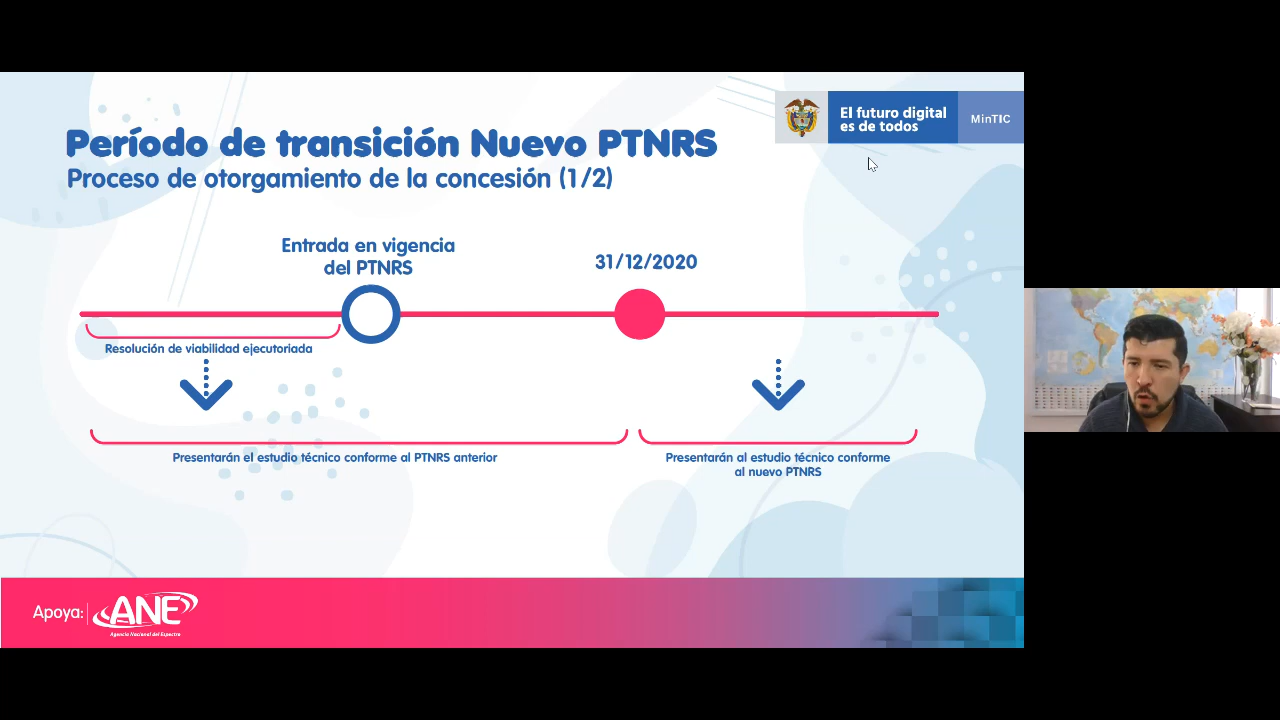 El futuro digital
es de todos
MinTIC
Período de transición Nuevo PTNRS
Proceso de otorgamiento de la concesión (1/2)
Entrada en vigencia
del PTNRS
31/12/2020
Resolución de viabilidad ejecutoriada
Presentarán el estudio técnico conforme al PTNRS anterior
Presentarán al estudio técnico conforme
al nuevo PTNRS
Apoya:
ANE
Agencia Nacional del Espectro